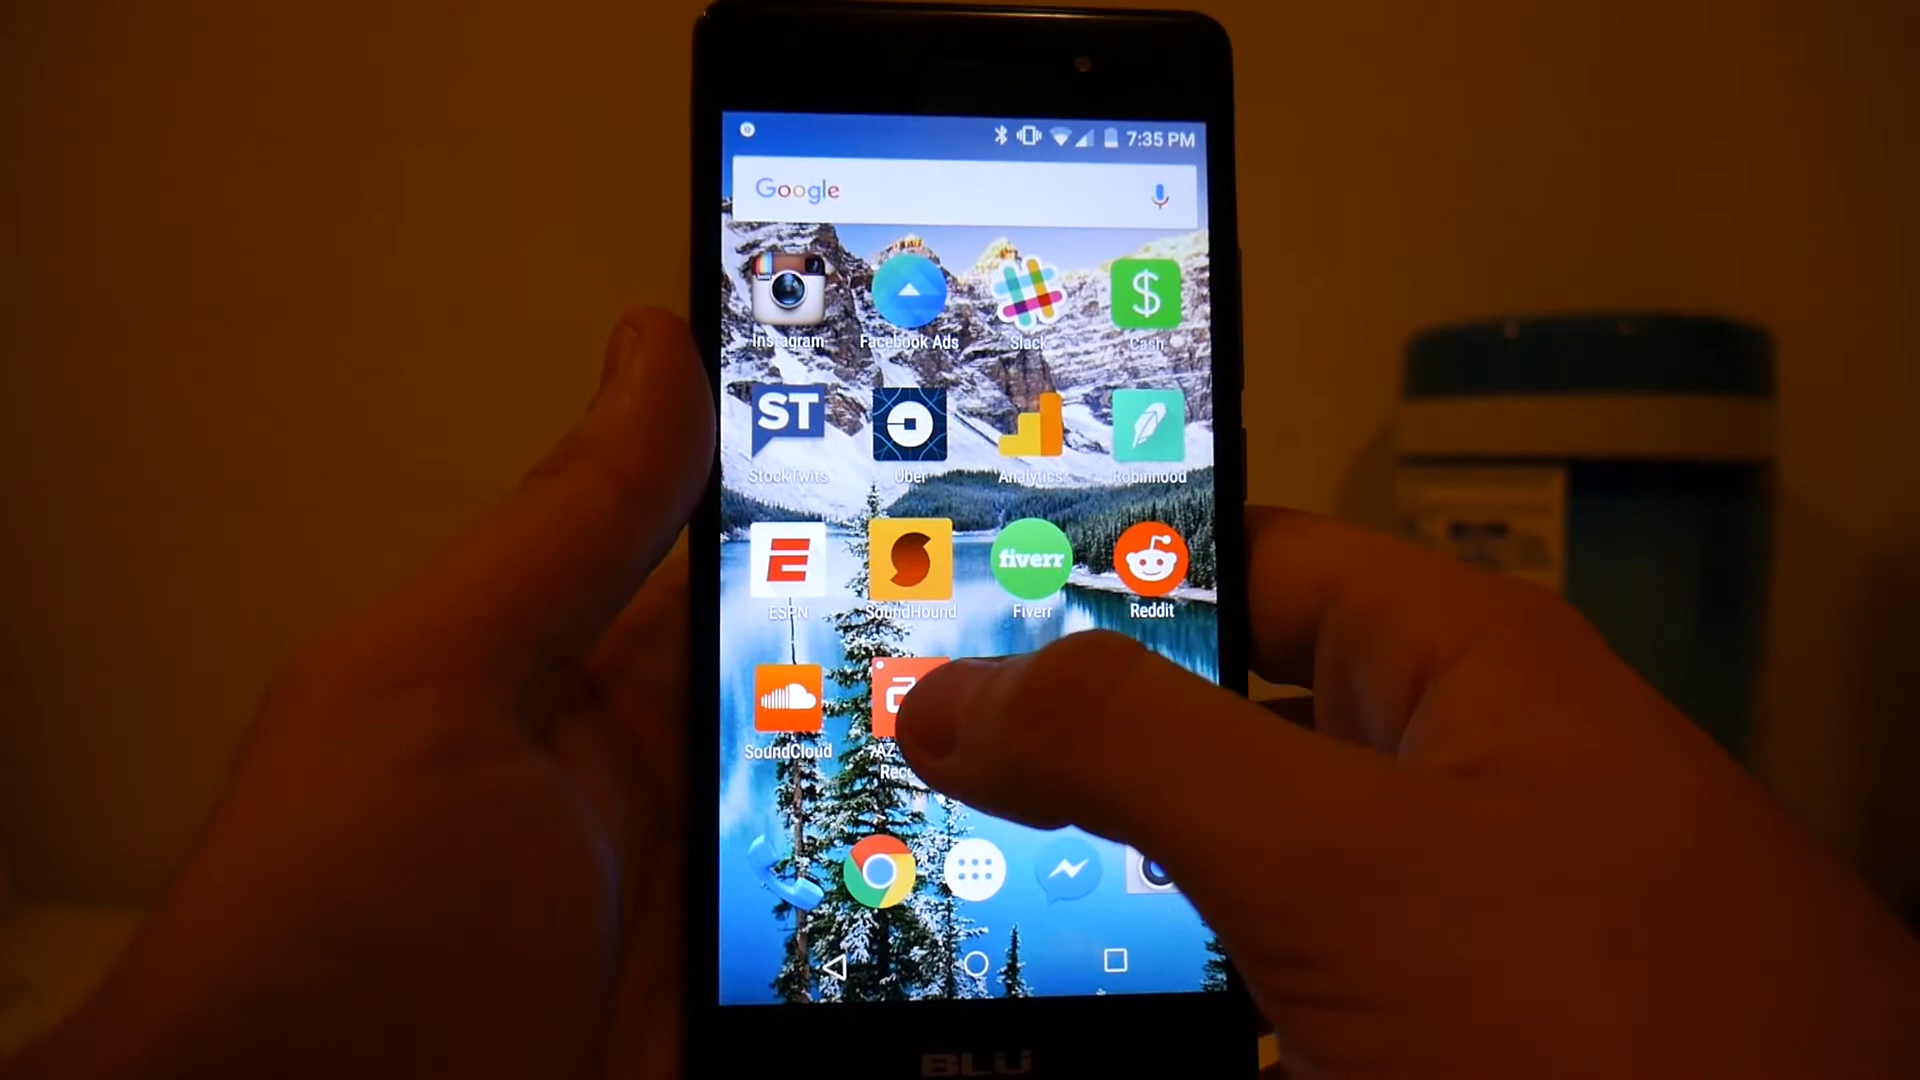 7:35 PM
Google
$
Instagram
Facebook Ads
Slack
Cash
ST
StockTwits
Uber
Analytics
Robinhood
E
ESPN
SoundHound
fiverr
Fiverr
Reddit
SoundCloud
AZ
BLU